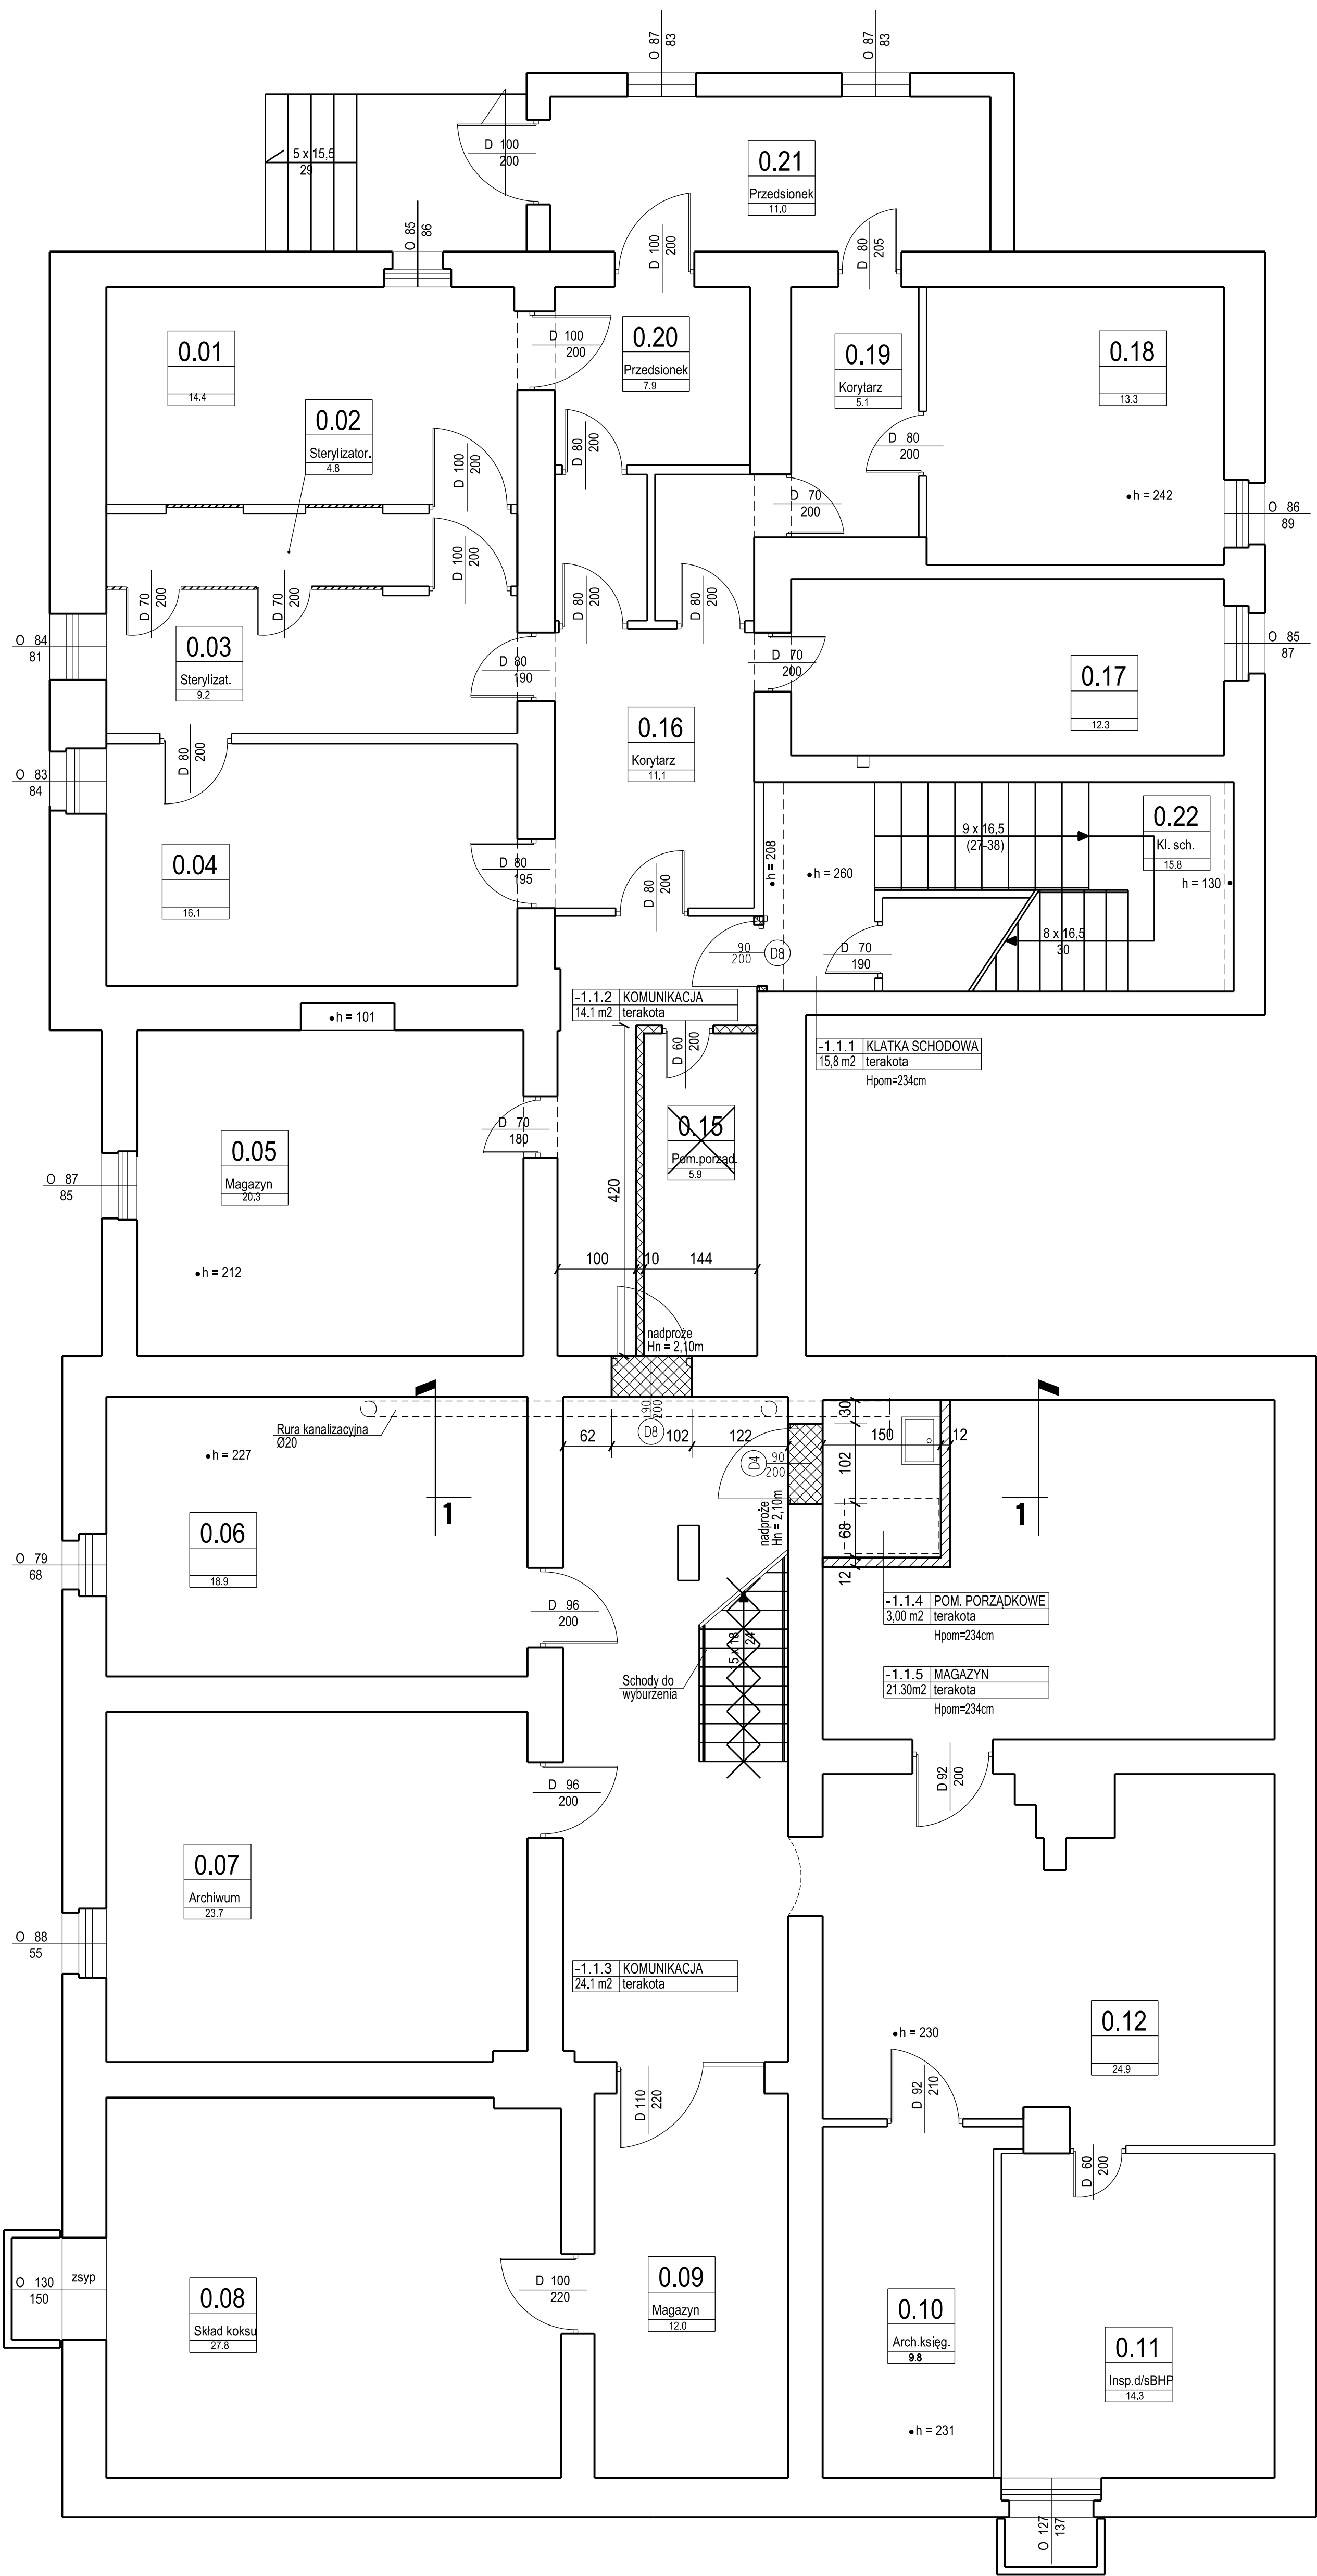 O 87
83
O 87
83
D 100
200
5 x 15,5
29
0.21
Przedsionek
11.0
O 85
86
D 100
200
D 80
205
0.01
14.4
D 100
200
0.20
Przedsionek
7.9
0.19
Korytarz
5.1
0.18
13.3
0.02
Sterylizator.
4.8
D 100
200
D 80
200
D 80
200
D 70
200
h = 242
O 86
89
D 100
200
D 70
200
D 70
200
D 80
200
D 80
200
O 84
81
0.03
Sterylizat.
9.2
D 80
190
D 70
200
0.17
12.3
O 85
87
D 80
200
0.16
Korytarz
11.1
O 83
84
0.04
16.1
D 80
195
D 80
200
h = 208
h = 260
9 x 16,5
(27-38)
0.22
Kl. sch.
15.8
h = 130
8 x 16,5
30
90
200
D8
D 70
190
-1.1.2 KOMUNIKACJA
14,1 m2 terakota
h = 101
D 60
200
-1.1.1 KLATKA SCHODOWA
15,8 m2 terakota
Hpom=234cm
D 70
180
0.15
Pom.porząd.
5.9
0.05
Magazyn
20.3
O 87
85
420
h = 212
100
10
144
nadproże
Hn = 2,10m
90
200
D8
Rura kanalizacyjna
Ø20
h = 227
62
102
122
D4
90
200
nadproże
Hn = 2,10m
30
150
12
102
68
12
1
1
0.06
18.9
O 79
68
D 96
200
15 x 18
24
Schody do
wyburzenia
-1.1.4 POM. PORZĄDKOWE
3,00 m2 terakota
Hpom=234cm
-1.1.5 MAGAZYN
21.30m2 terakota
Hpom=234cm
D 96
200
D 92
200
0.07
Archiwum
23.7
O 88
55
-1.1.3 KOMUNIKACJA
24.1 m2 terakota
0.12
24.9
h = 230
D 110
220
D 92
210
D 60
200
O 130
150
zsyp
0.08
Skład koksu
27.8
D 100
220
0.09
Magazyn
12.0
0.10
Arch.księg.
9.8
0.11
Insp.d/sBHP
14.3
h = 231
O 127
137